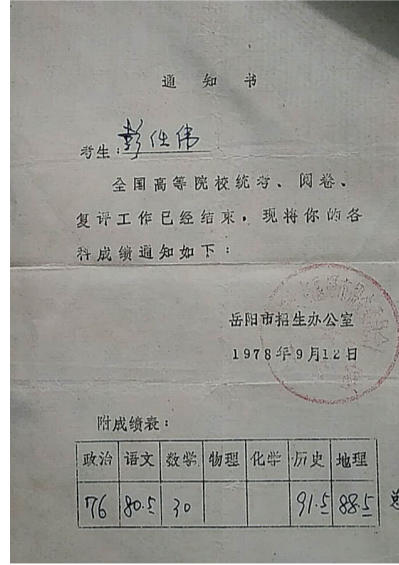 通知书
考生：彭仕伟
全国高等院校统考、阅卷、
复评工作已经结束，现将你的各
科成绩通知如下：
岳阳市招生办公室
1978年9月12日
附成绩表：
政治 语文 数学 物理 化学 历史 地理
76 80.5 30 91.5 88.5